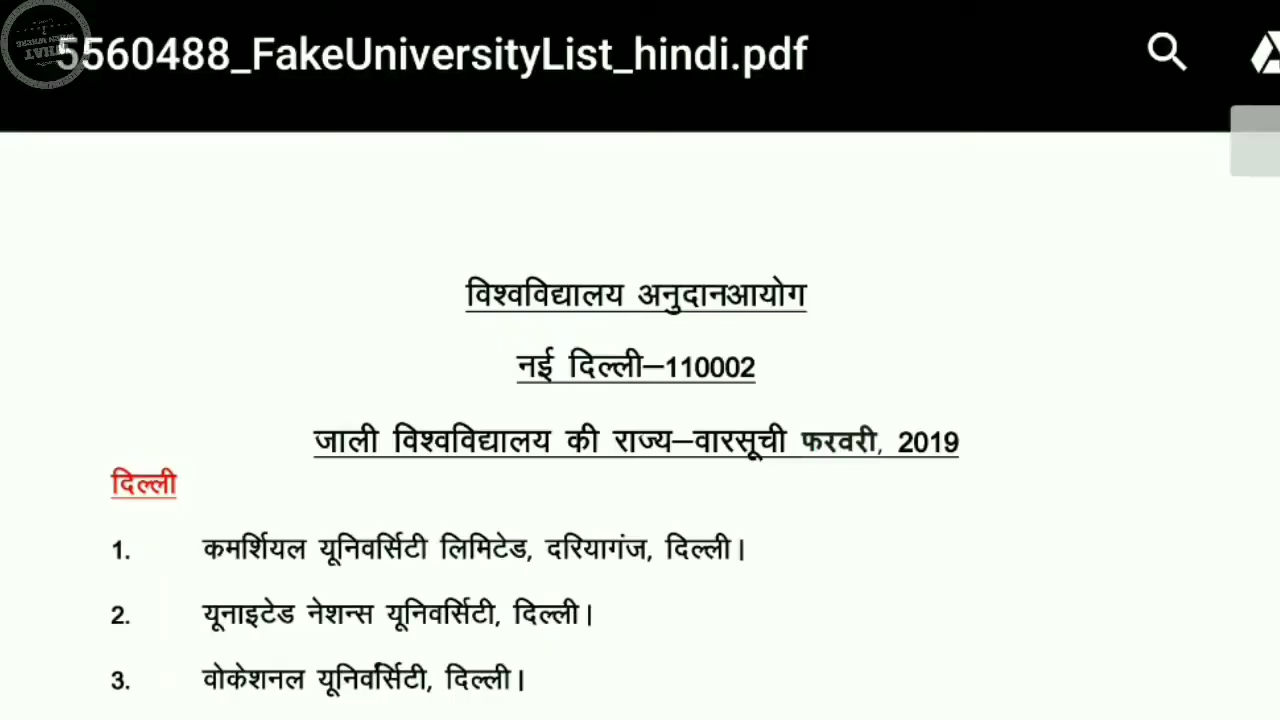 5560488_FakeUniversityList_hindi.pdf
विश्वविद्यालय अनुदानआयोग
नई दिल्ली–110002
जाली विश्वविद्यालय की राज्य–वारसूची फरवरी, 2019
दिल्ली
1. कमर्शियल यूनिवर्सिटी लिमिटेड, दरियागंज, दिल्ली।
2. यूनाइटेड नेशन्स यूनिवर्सिटी, दिल्ली।
3. वोकेशनल यूनिवर्सिटी, दिल्ली।